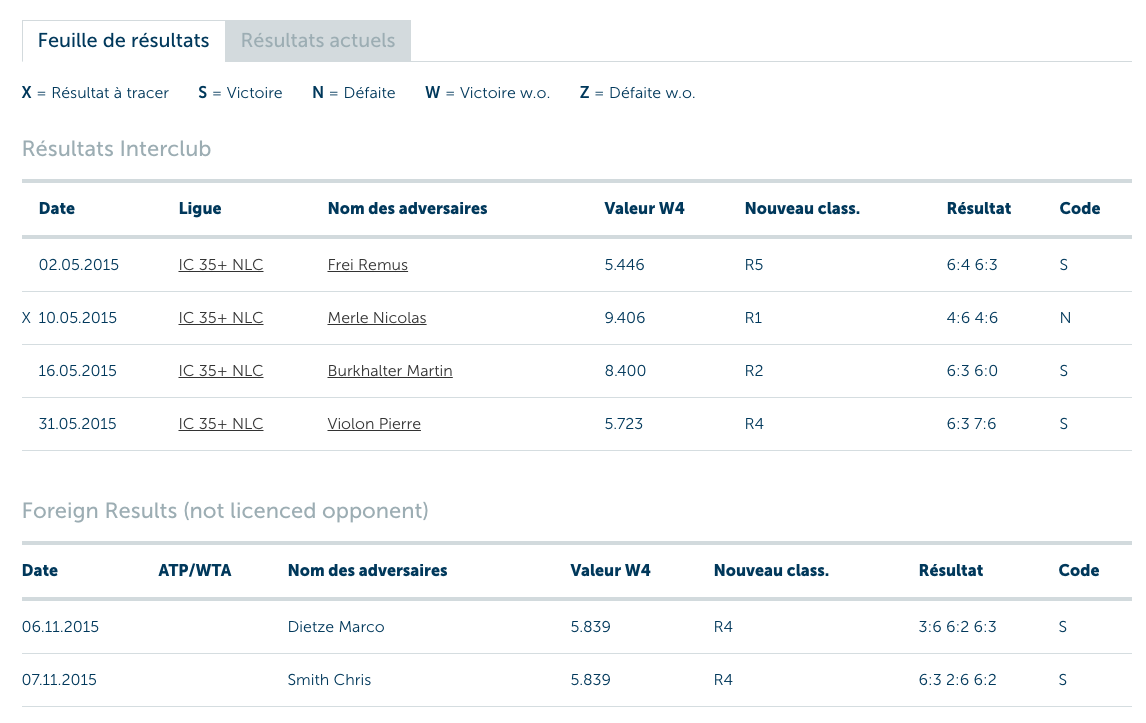 Feuille de résultats Résultats actuels
X = Résultat à tracer S = Victoire N = Défaite W = Victoire w.o. Z = Défaite w.o.
Résultats Interclub
Date Ligue Nom des adversaires Valeur W4 Nouveau class. Résultat Code
02.05.2015 IC 35+ NLC Frei Remus 5.446 R5 6:4 6:3 S
X 10.05.2015 IC 35+ NLC Merle Nicolas 9.406 R1 4:6 4:6 N
16.05.2015 IC 35+ NLC Burkhalter Martin 8.400 R2 6:3 6:0 S
31.05.2015 IC 35+ NLC Violon Pierre 5.723 R4 6:3 7:6 S
Foreign Results (not licenced opponent)
Date ATP/WTA Nom des adversaires Valeur W4 Nouveau class. Résultat Code
06.11.2015 Dietze Marco 5.839 R4 3:6 6:2 6:3 S
07.11.2015 Smith Chris 5.839 R4 6:3 2:6 6:2 S